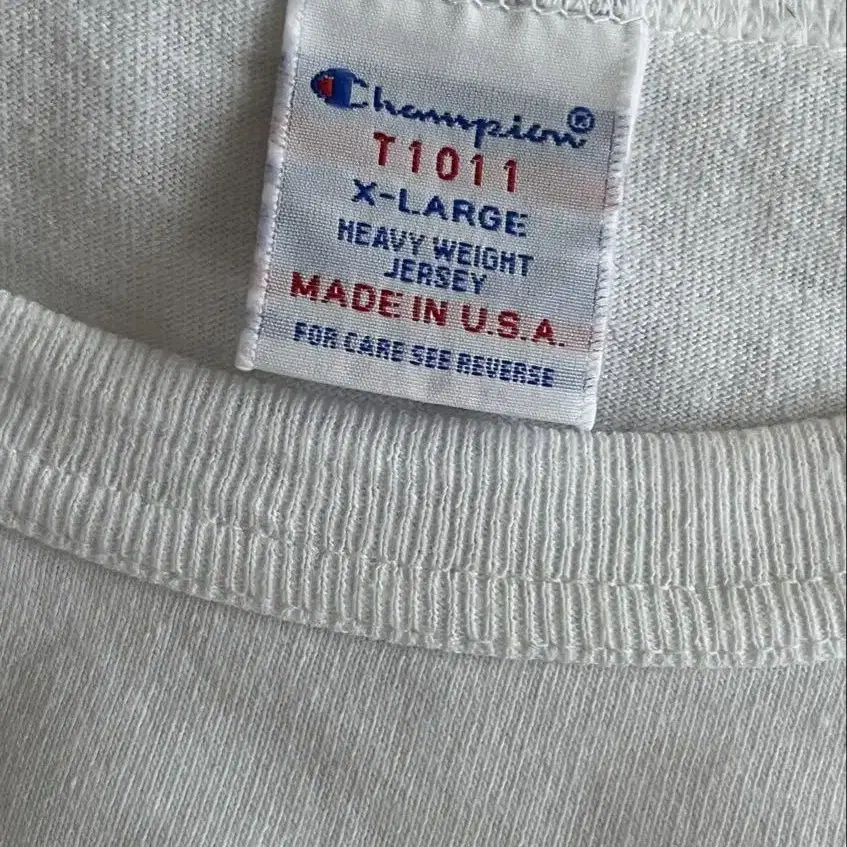 Champion®
T1011
X-LARGE
HEAVY WEIGHT
JERSEY
MADE IN U.S.A.
FOR CARE SEE REVERSE